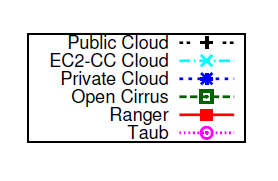 Public Cloud
EC2-CC Cloud
Private Cloud
Open Cirrus
Ranger
Taub